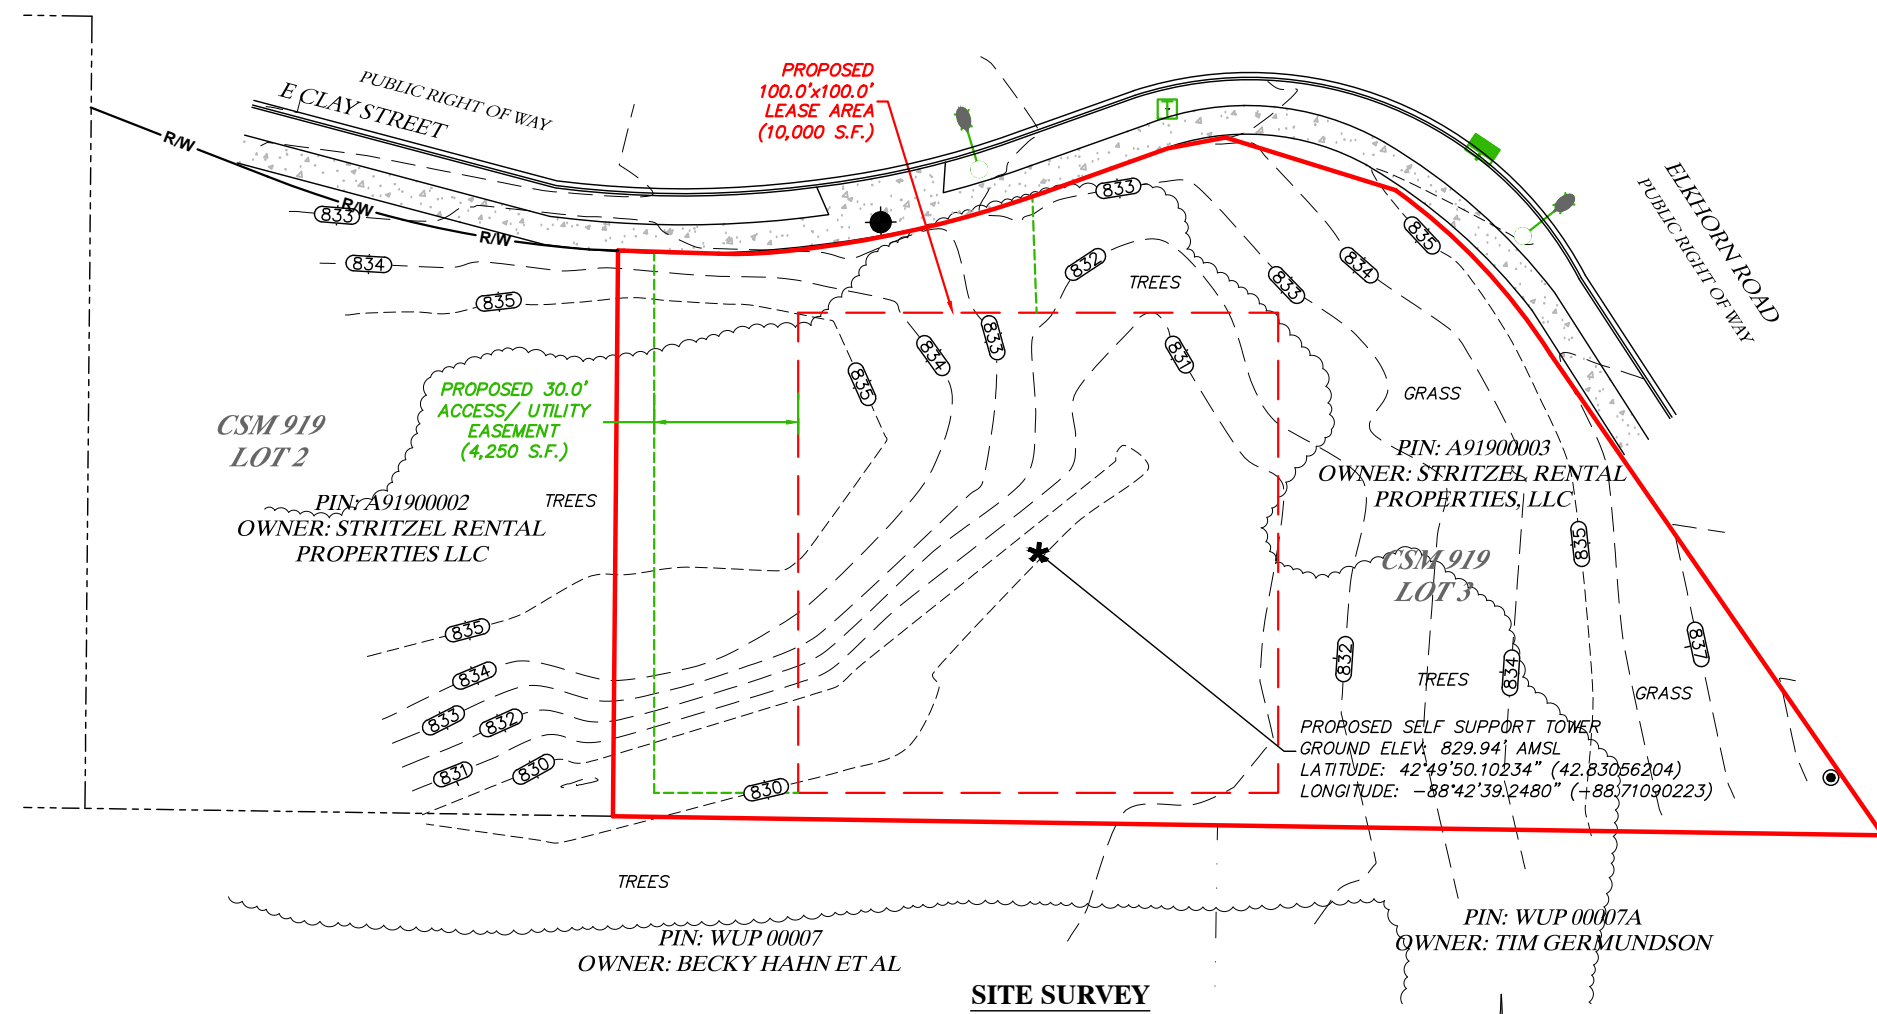 PUBLIC RIGHT OF WAY
E CLAY STREET
R/W
R/W
R/W
PROPOSED
100.0'x100.0'
LEASE AREA
(10,000 S.F.)
T
ELKHORN ROAD
PUBLIC RIGHT OF WAY
833
834
835
833
832
TREES
833
834
835
835
834
833
831
GRASS
PROPOSED 30.0'
ACCESS/ UTILITY
EASEMENT
(4,250 S.F.)
CSM 919
LOT 2
PIN: A91900002
OWNER: STRITZEL RENTAL
PROPERTIES LLC
TREES
PIN: A91900003
OWNER: STRITZEL RENTAL
PROPERTIES, LLC
CSM 919
LOT 3
835
835
834
833
832
831
830
830
832
834
837
TREES
GRASS
PROPOSED SELF SUPPORT TOWER
GROUND ELEV: 829.94' AMSL
LATITUDE: 42°49'50.10234" (42.83056204)
LONGITUDE: -88°42'39.2480" (-88.71090223)
TREES
PIN: WUP 00007
OWNER: BECKY HAHN ET AL
PIN: WUP 00007A
OWNER: TIM GERMUNDSON
SITE SURVEY